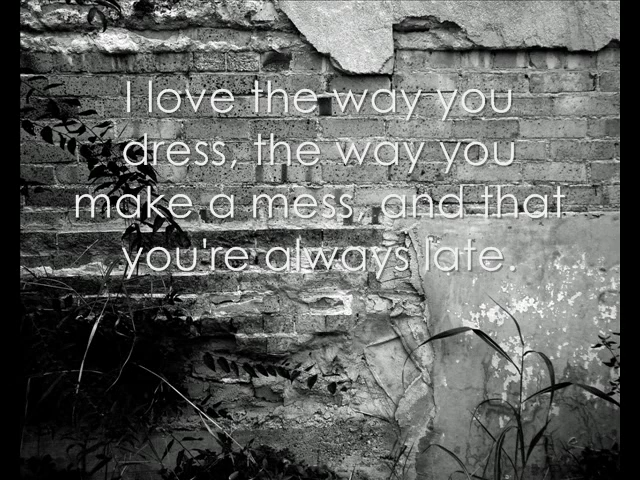 I love the way you
dress, the way you
make a mess, and that
you're always late.